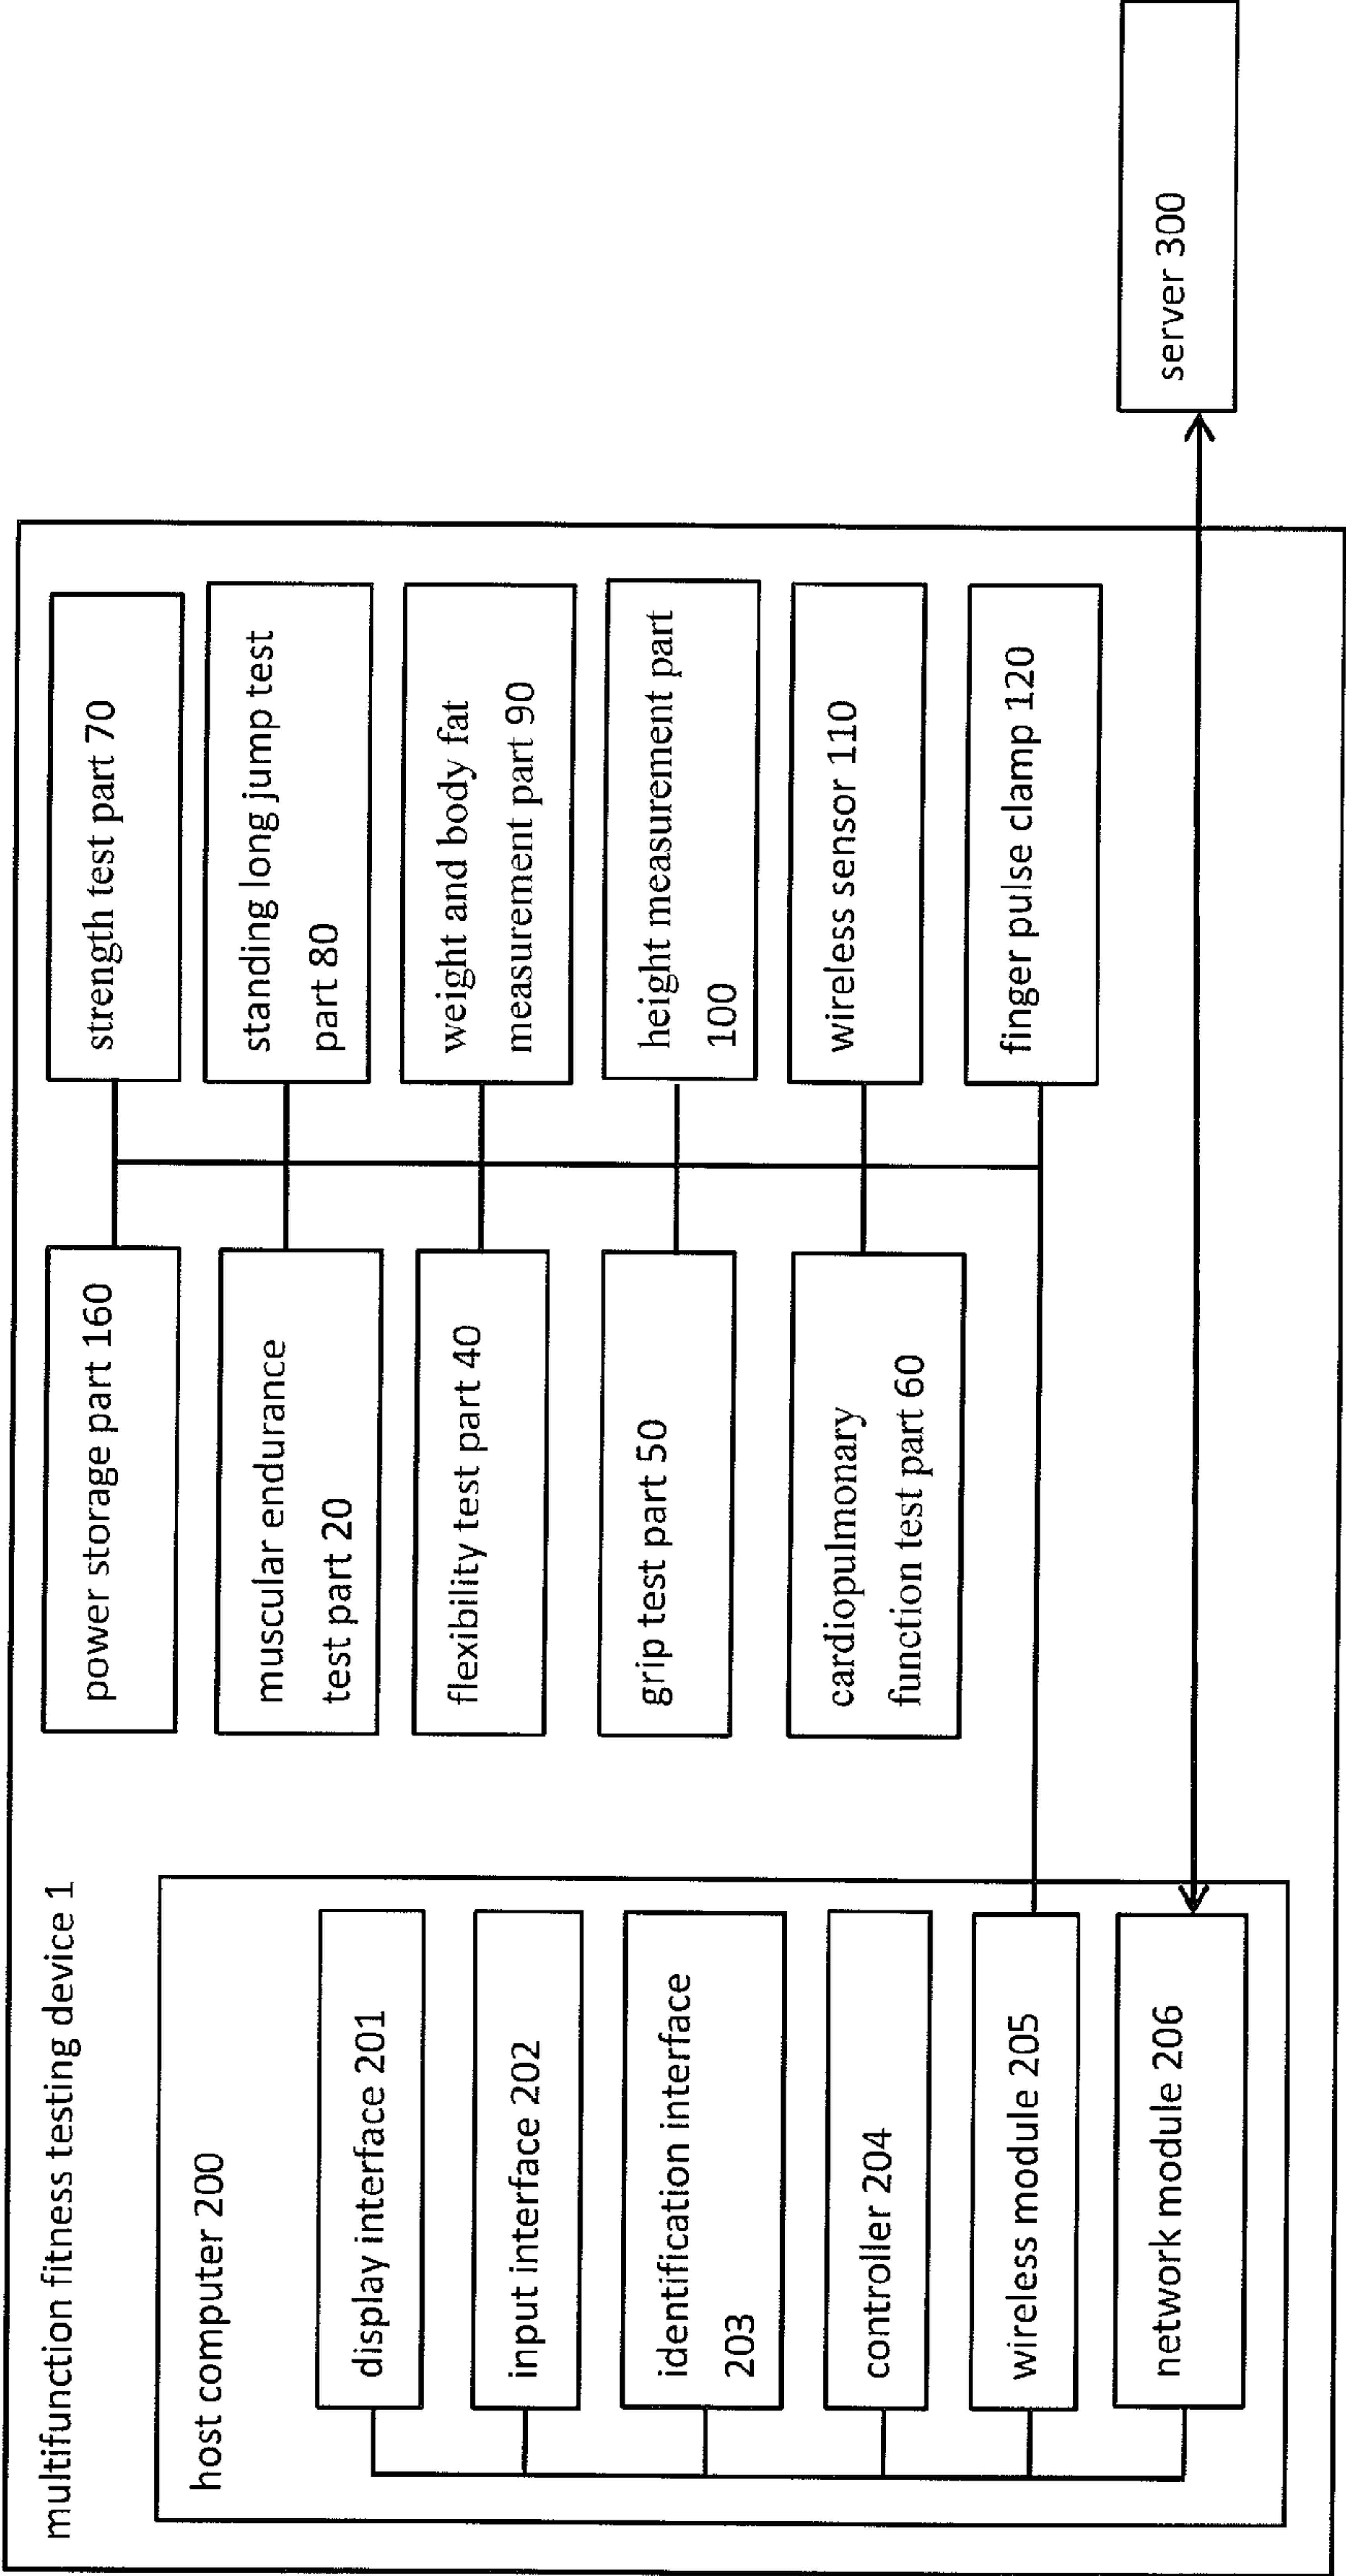 multifunction fitness testing device 1
host computer 200
display interface 201
input interface 202
identification interface
203
controller 204
wireless module 205
network module 206
power storage part 160
muscular endurance
test part 20
flexibility test part 40
grip test part 50
cardiopulmonary
function test part 60
strength test part 70
standing long jump test
part 80
weight and body fat
measurement part 90
height measurement part
100
wireless sensor 110
finger pulse clamp 120
server 300